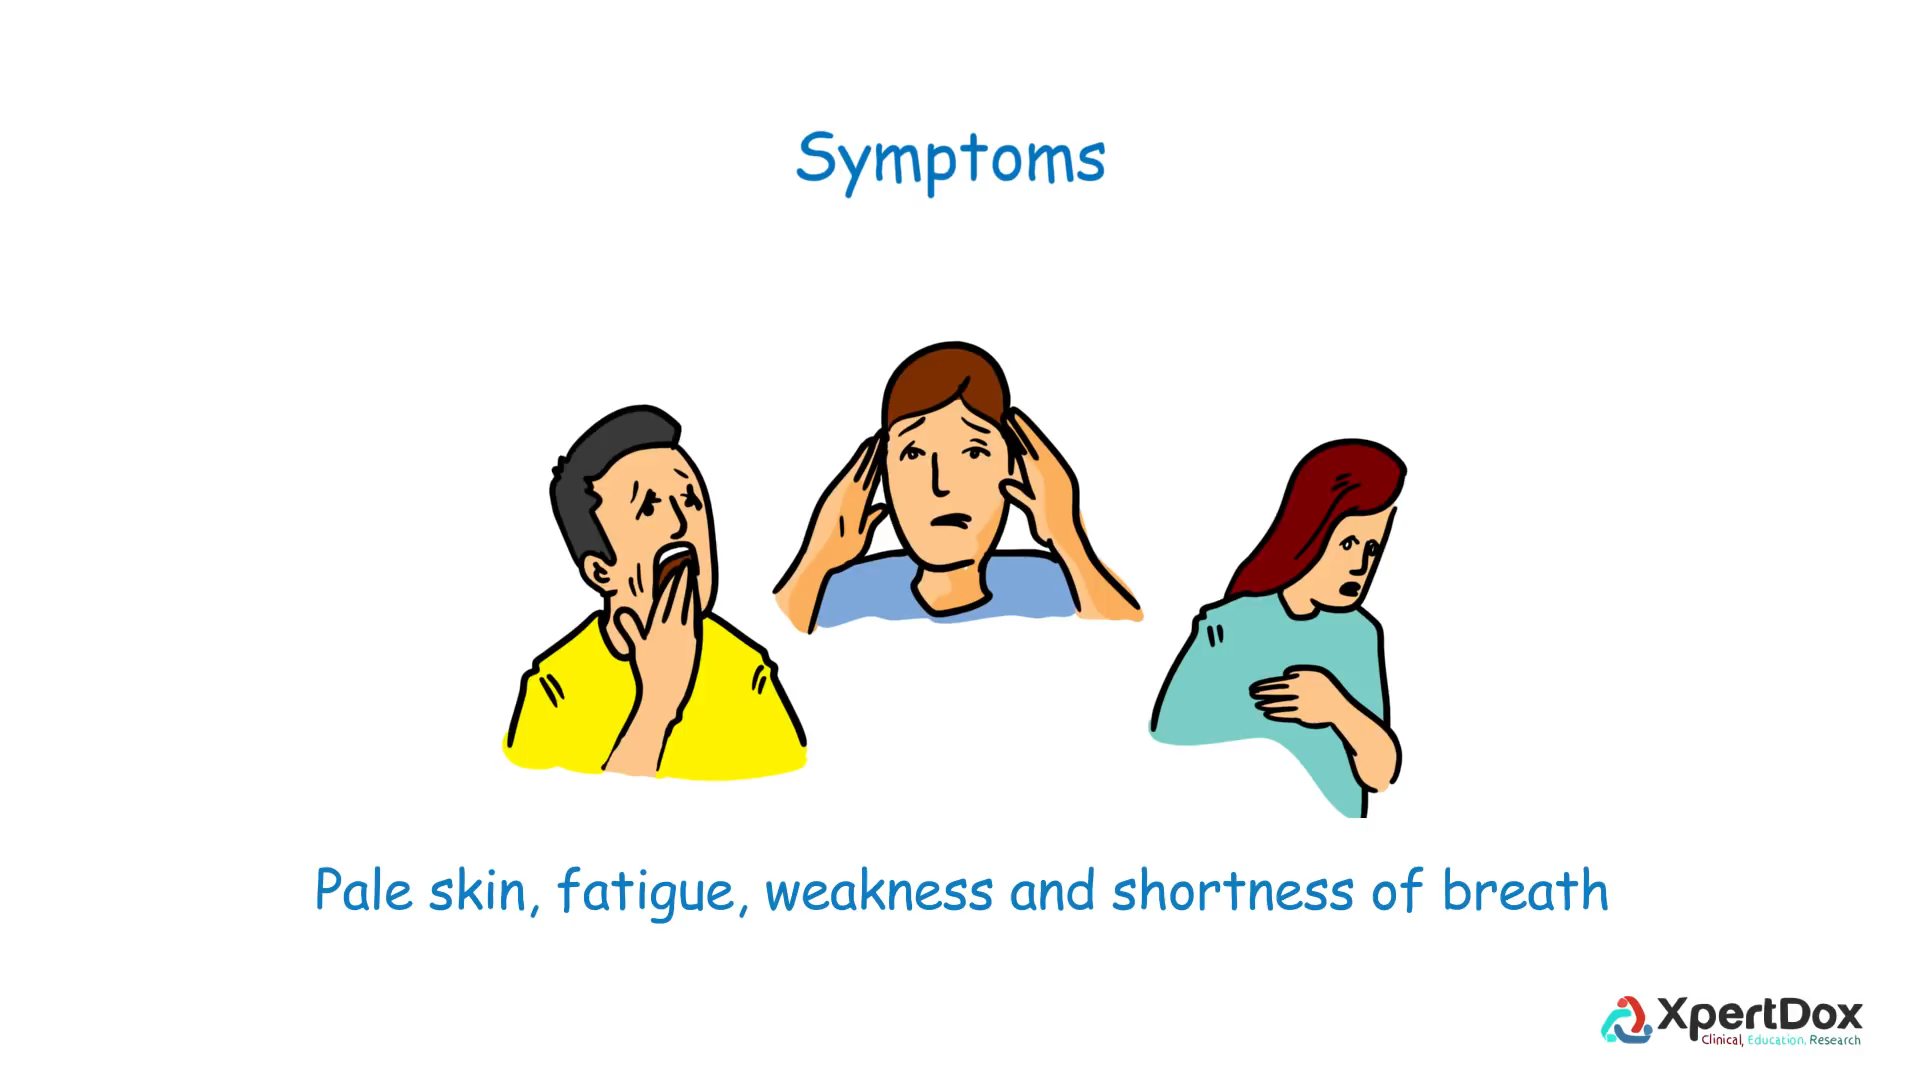 Symptoms
Pale skin, fatigue, weakness and shortness of breath
XpertDox
Clinical, Education. Research